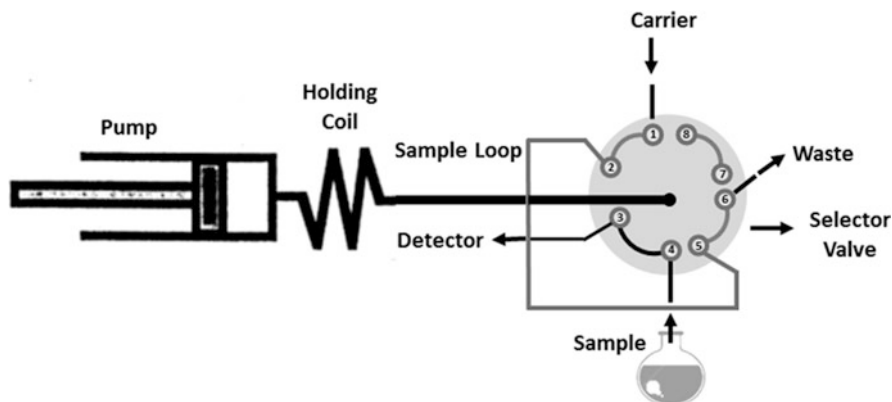 Carrier
Holding
Coil
Pump
Sample Loop
1
8
2
7
Waste
6
3
Detector
4
5
Selector
Valve
Sample